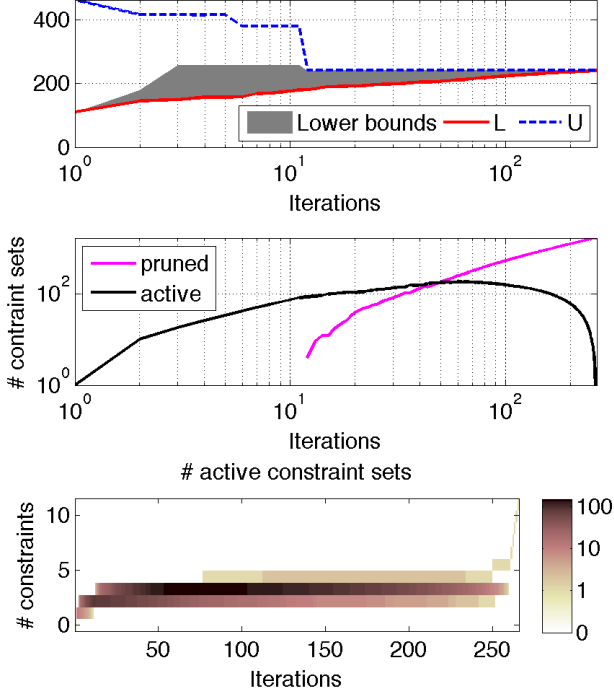 400
200
0
10^0
10^1
10^2
Iterations
Lower bounds
L
U
# contraint sets
10^2
10^0
pruned
active
10^0
10^1
10^2
Iterations
# active constraint sets
# constraints
10
5
0
50
100
150
200
250
Iterations
100
10
1
0